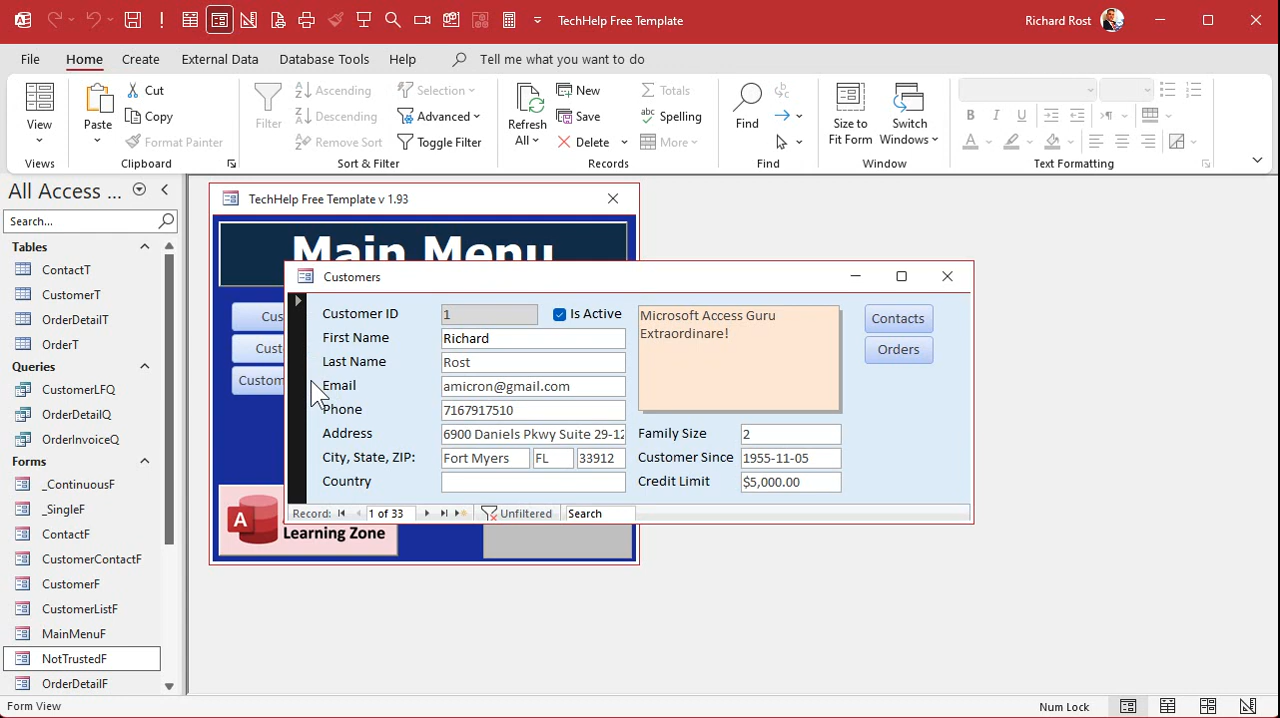 TechHelp Free Template
Richard Rost
File
Home
Create
External Data
Database Tools
Help
Tell me what you want to do
View
Views
Paste
Cut
Copy
Format Painter
Clipboard
Filter
Ascending
Descending
Remove Sort
Selection
Advanced
Toggle Filter
Sort & Filter
Refresh
All
New
Save
Delete
Totals
Spelling
More
Records
Find
Find
Size to
Fit Form
Switch
Windows
Window
B I U
Text Formatting
All Access ...
Search...
Tables
ContactT
CustomerT
OrderDetailT
OrderT
Queries
CustomerLFQ
OrderDetailQ
OrderInvoiceQ
Forms
_ContinuousF
_SingleF
ContactF
CustomerContactF
CustomerF
CustomerListF
MainMenuF
NotTrustedF
OrderDetailF
TechHelp Free Template v 1.93
Main Menu
Cus
Cust
Custom
A
Learning Zone
Customers
Customer ID 1 Is Active
First Name Richard
Last Name Rost
Email amicron@gmail.com
Phone 7167917510
Address 6900 Daniels Pkwy Suite 29-12
City, State, ZIP: Fort Myers FL 33912
Country
Microsoft Access Guru
Extraordinare!
Family Size 2
Customer Since 1955-11-05
Credit Limit $5,000.00
Contacts
Orders
Record: 1 of 33 Unfiltered Search
Form View
Num Lock